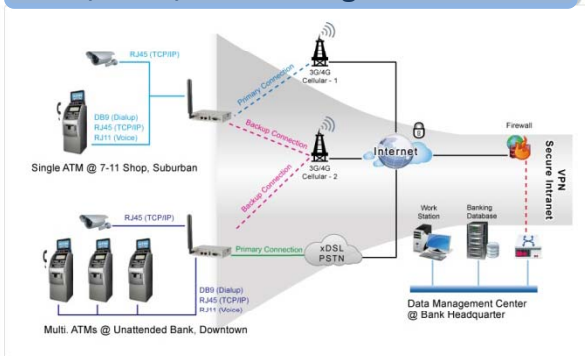 RJ45 (TCP/IP)
DB9 (Dialup)
RJ45 (TCP/IP)
RJ11 (Voice)
Single ATM @ 7-11 Shop, Suburban
Primary Connection
Backup Connection
3G/4G
Cellular - 1
3G/4G
Cellular - 2
Backup Connection
Internet
Firewall
VPN
Secure Intranet
RJ45 (TCP/IP)
Primary Connection
xDSL
PSTN
DB9 (Dialup)
RJ45 (TCP/IP)
RJ11 (Voice)
Multi. ATMs @ Unattended Bank, Downtown
Work
Station
Banking
Database
Data Management Center
@ Bank Headquarter